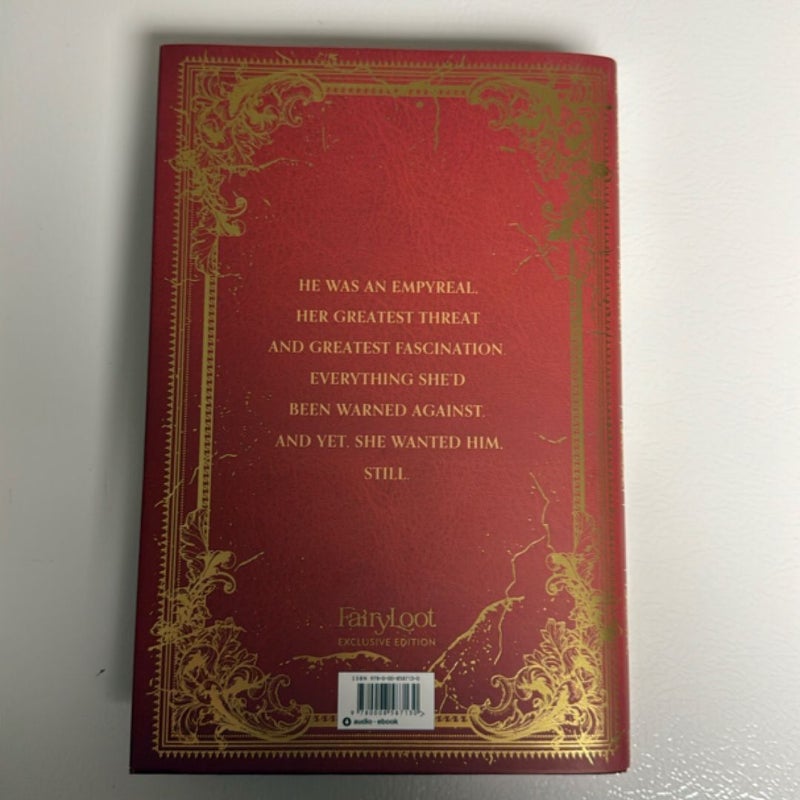 HE WAS AN EMPYREAL.
HER GREATEST THREAT
AND GREATEST FASCINATION.
EVERYTHING SHE'D
BEEN WARNED AGAINST.
AND YET, SHE WANTED HIM.
STILL.
FairyLoot
EXCLUSIVE EDITION
ISBN
audio-ebook